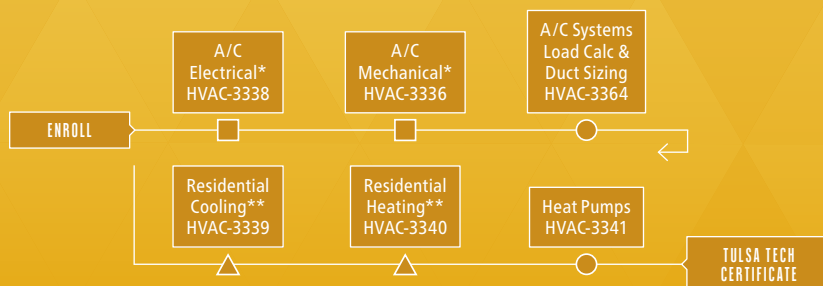 A/C
Electrical*
HVAC-3338
A/C
Mechanical*
HVAC-3336
A/C Systems
Load Calc &
Duct Sizing
HVAC-3364
ENROLL
Residential
Cooling**
HVAC-3339
Residential
Heating**
HVAC-3340
Heat Pumps
HVAC-3341
TULSA TECH
CERTIFICATE